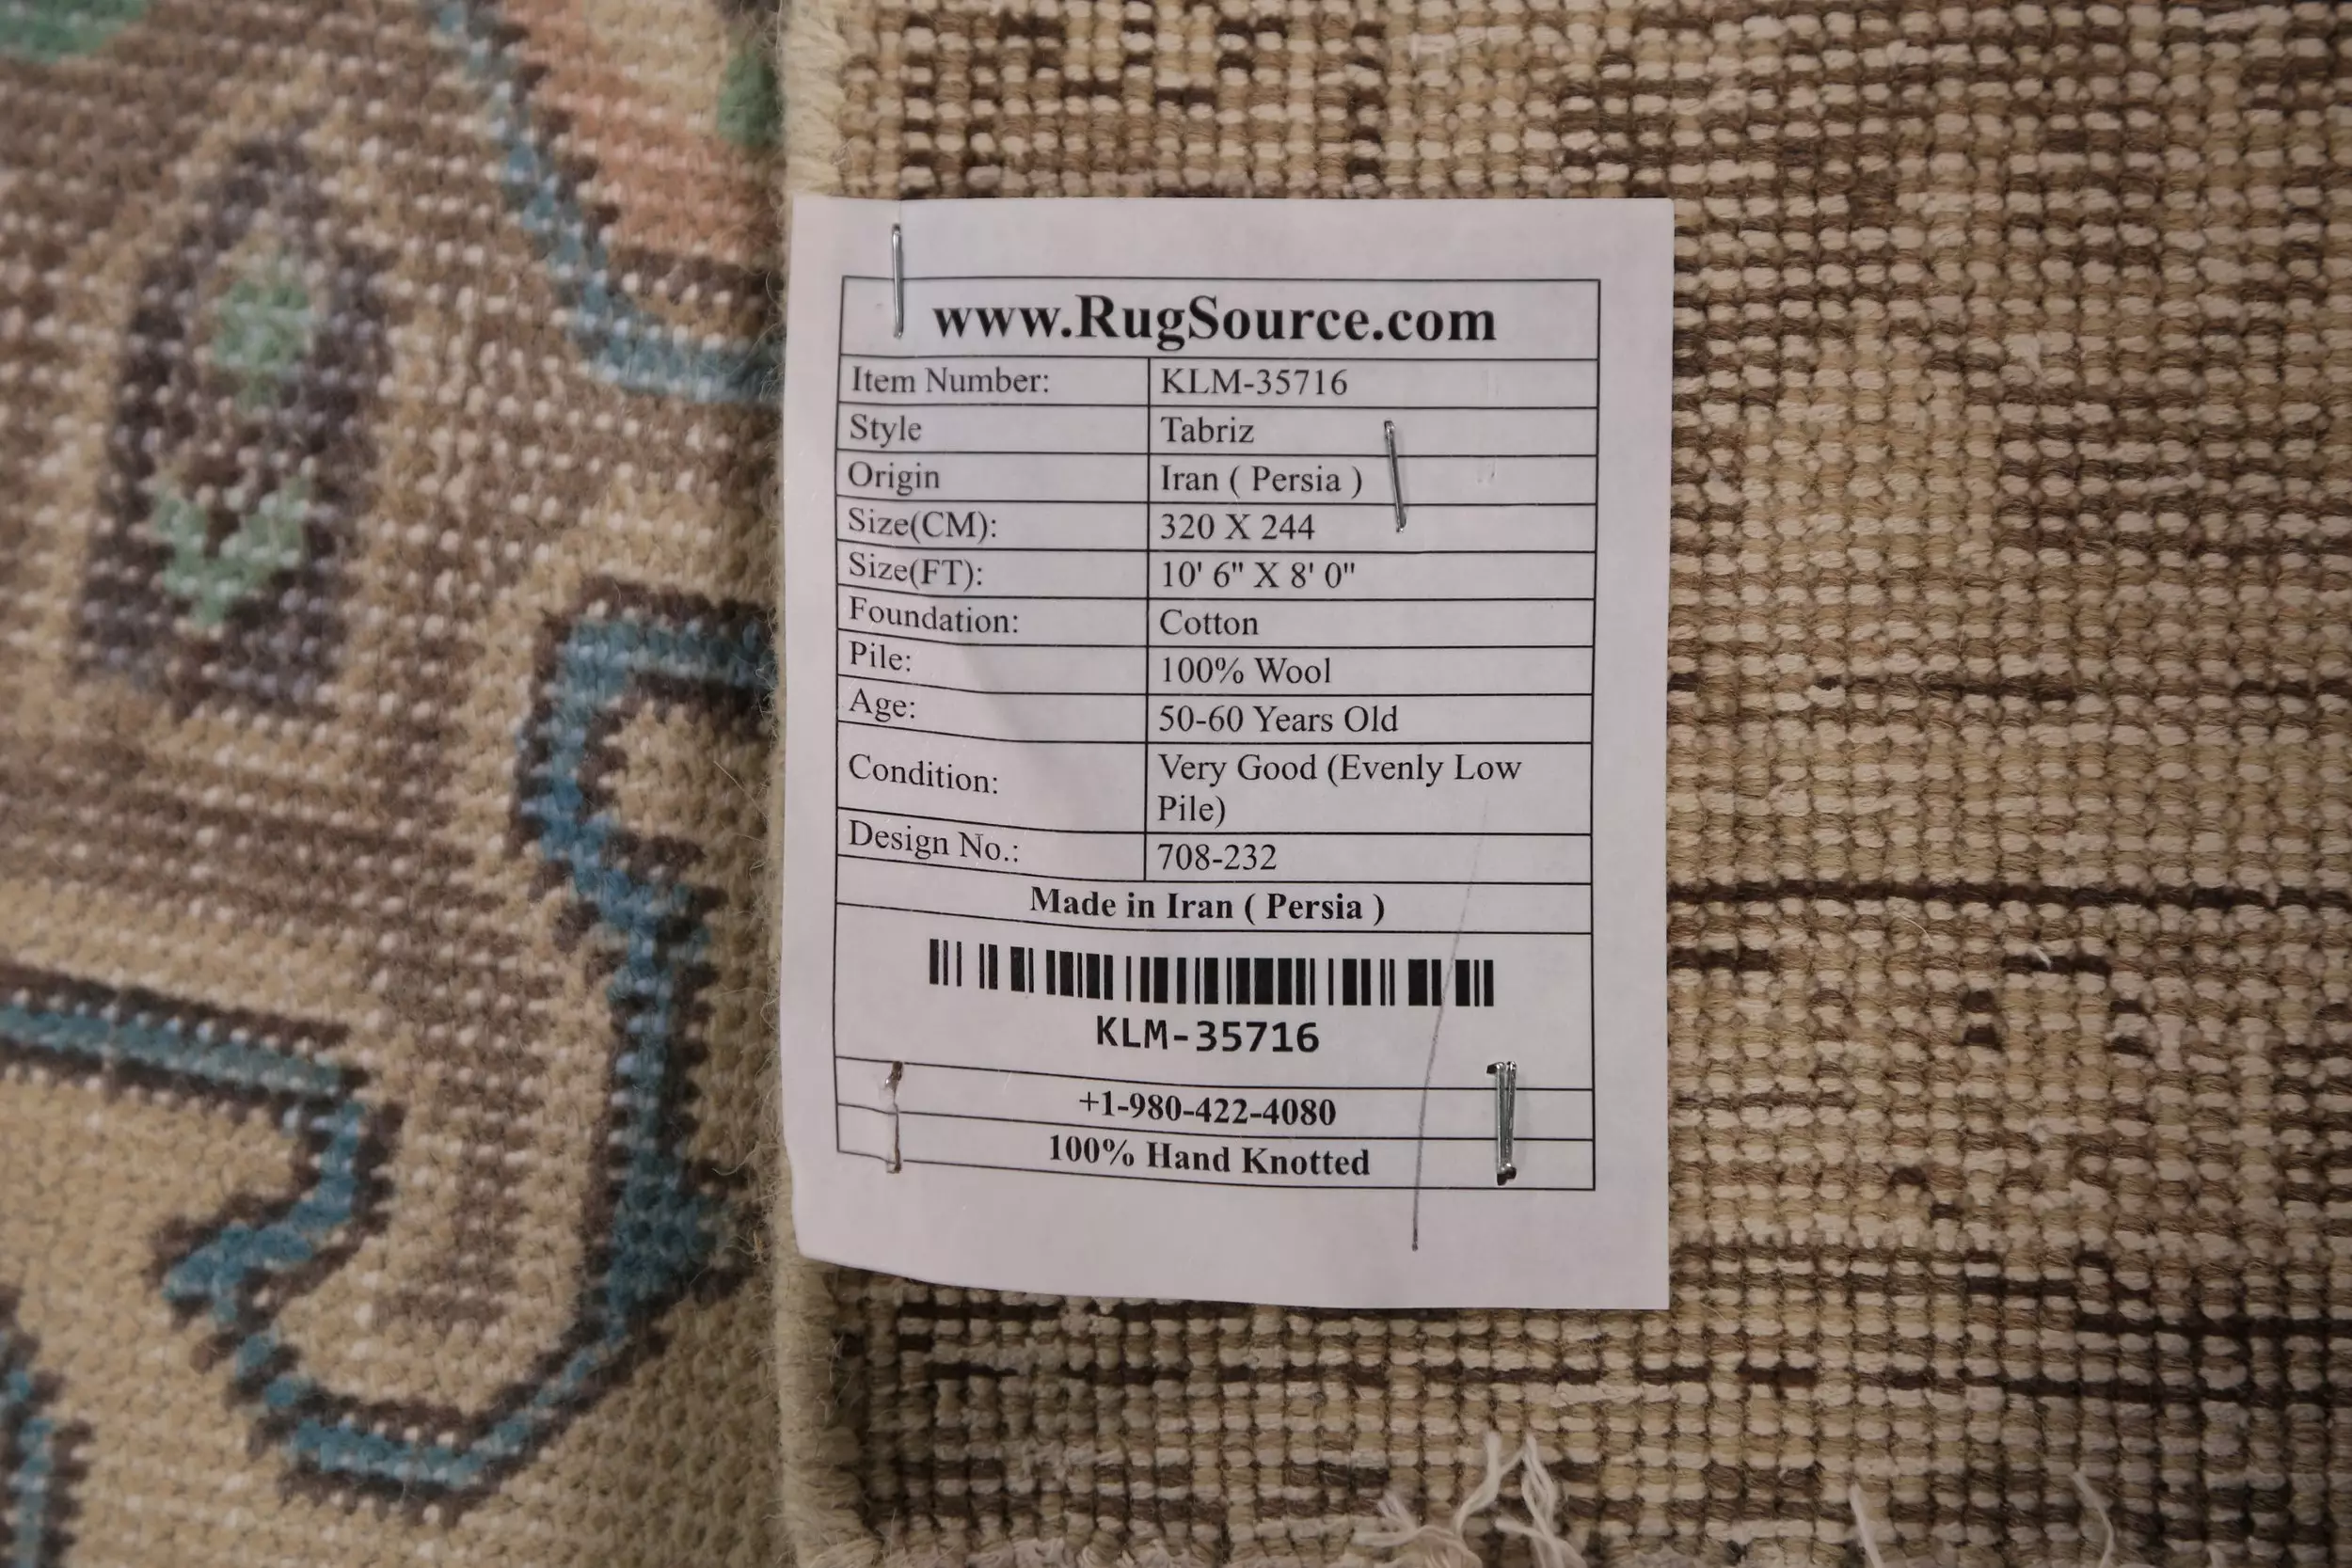 www.RugSource.com
Item Number: KLM-35716
Style Tabriz
Origin Iran ( Persia )
Size(CM): 320 X 244
Size(FT): 10' 6" X 8' 0"
Foundation: Cotton
Pile: 100% Wool
Age: 50-60 Years Old
Condition: Very Good (Evenly Low
Pile)
Design No.: 708-232
Made in Iran ( Persia )
KLM-35716
+1-980-422-4080
100% Hand Knotted